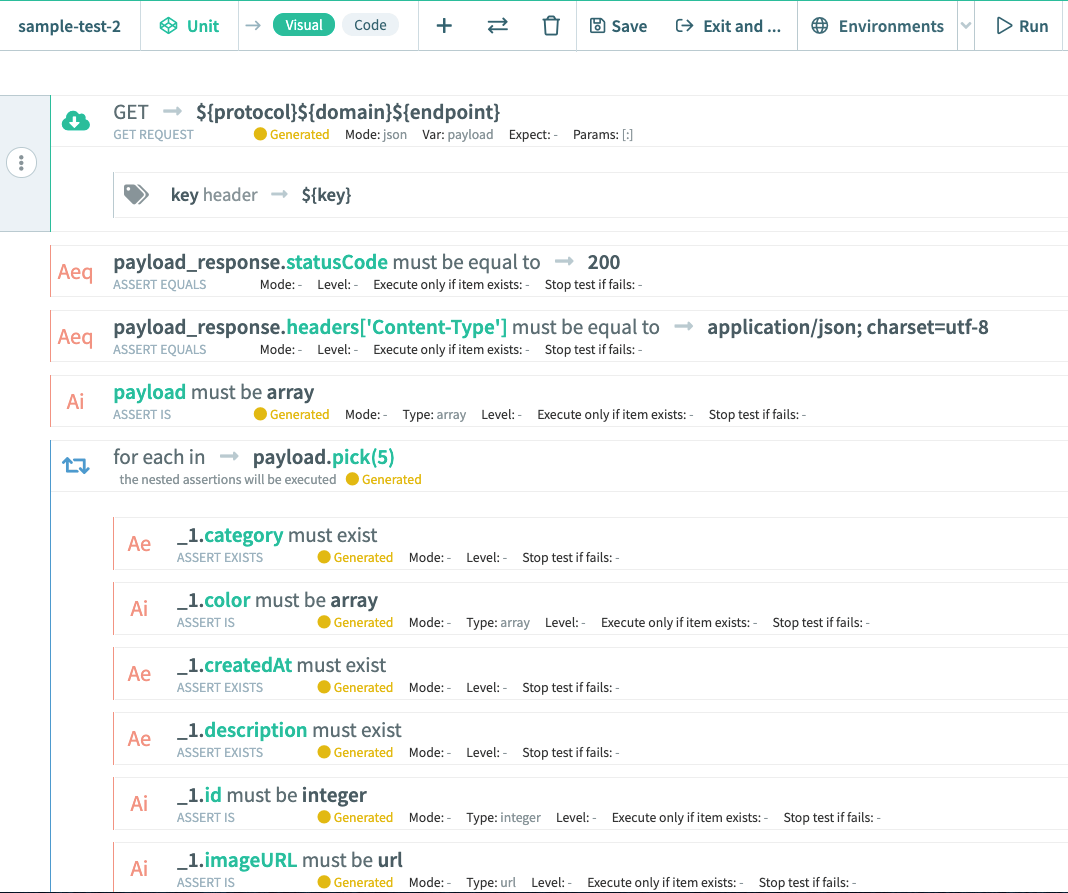 sample-test-2 Unit Visual Code Save Exit and ... Environments Run
GET → ${protocol}${domain}${endpoint}
GET REQUEST Generated Mode: json Var: payload Expect: - Params: [:]
key header → ${key}
Aeq payload_response.statusCode must be equal to → 200
ASSERT EQUALS Mode: - Level: - Execute only if item exists: - Stop test if fails: -
Aeq payload_response.headers['Content-Type'] must be equal to → application/json; charset=utf-8
ASSERT EQUALS Mode: - Level: - Execute only if item exists: - Stop test if fails: -
Ai payload must be array
ASSERT IS Generated Mode: - Type: array Level: - Execute only if item exists: - Stop test if fails: -
for each in → payload.pick(5)
the nested assertions will be executed Generated
Ae _1.category must exist
ASSERT EXISTS Generated Mode: - Level: - Stop test if fails: -
Ai _1.color must be array
ASSERT IS Generated Mode: - Type: array Level: - Execute only if item exists: - Stop test if fails: -
Ae _1.createdAt must exist
ASSERT EXISTS Generated Mode: - Level: - Stop test if fails: -
Ae _1.description must exist
ASSERT EXISTS Generated Mode: - Level: - Stop test if fails: -
Ai _1.id must be integer
ASSERT IS Generated Mode: - Type: integer Level: - Execute only if item exists: - Stop test if fails: -
Ai _1.imageURL must be url
ASSERT IS Generated Mode: - Type: url Level: - Execute only if item exists: - Stop test if fails: -